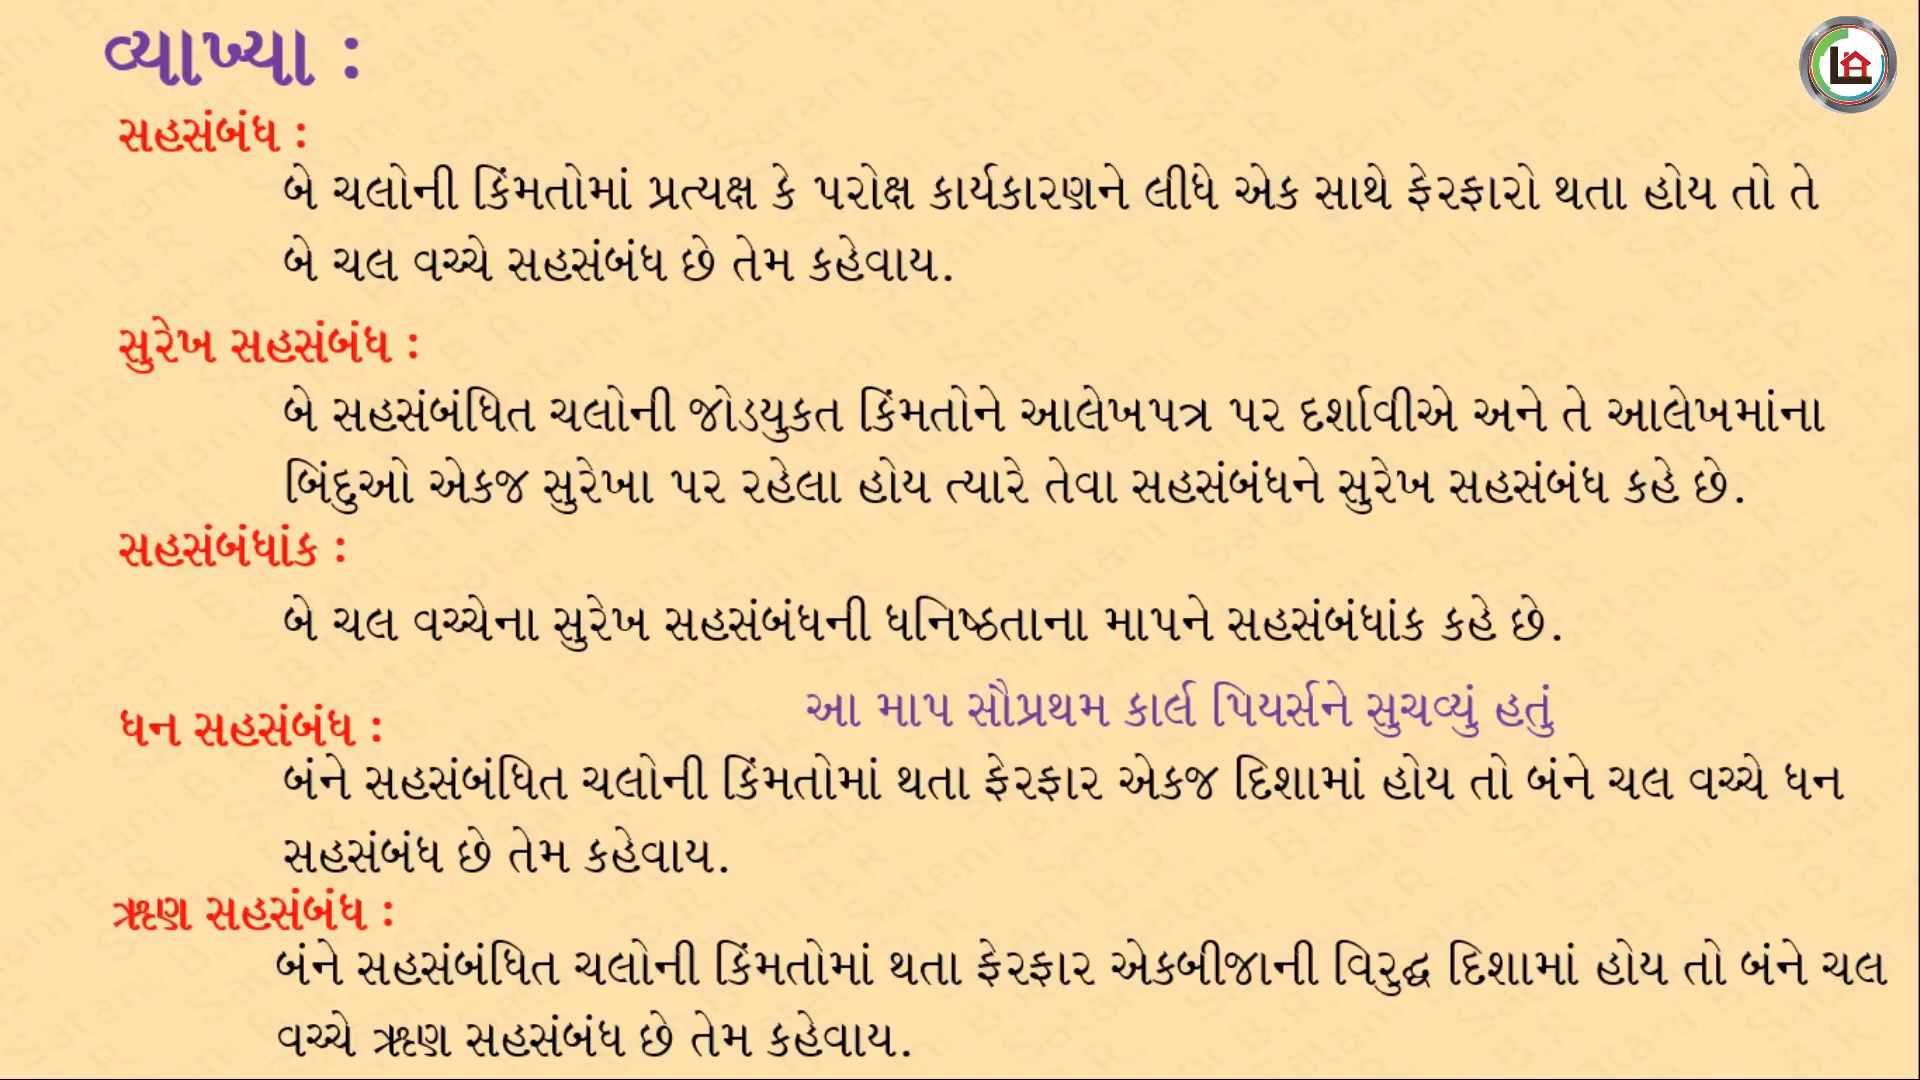 વ્યાખ્યા :
સહસંબંધ :
બે ચલોની કિંમતોમાં પ્રત્યક્ષ કે પરોક્ષ કાર્યકારણને લીધે એક સાથે ફેરફારો થતા હોય તો તે
બે ચલ વચ્ચે સહસંબંધ છે તેમ કહેવાય.
સુરેખ સહસંબંધ :
બે સહસંબંધિત ચલોની જોડયુકત કિંમતોને આલેખપત્ર પર દર્શાવીએ અને તે આલેખમાંના
બિંદુઓ એકજ સુરેખા પર રહેલા હોય ત્યારે તેવા સહસંબંધને સુરેખ સહસંબંધ કહે છે.
સહસંબંધાંક :
બે ચલ વચ્ચેના સુરેખ સહસંબંધની ધનિષ્ઠતાના માપને સહસંબંધાંક કહે છે.
આ માપ સૌપ્રથમ કાર્લ પિયર્સને સુચવ્યું હતું
ધન સહસંબંધ :
બંને સહસંબંધિત ચલોની કિંમતોમાં થતા ફેરફાર એકજ દિશામાં હોય તો બંને ચલ વચ્ચે ધન
સહસંબંધ છે તેમ કહેવાય.
ઋણ સહસંબંધ :
બંને સહસંબંધિત ચલોની કિંમતોમાં થતા ફેરફાર એકબીજાની વિરુદ્ધ દિશામાં હોય તો બંને ચલ
વચ્ચે ઋણ સહસંબંધ છે તેમ કહેવાય.